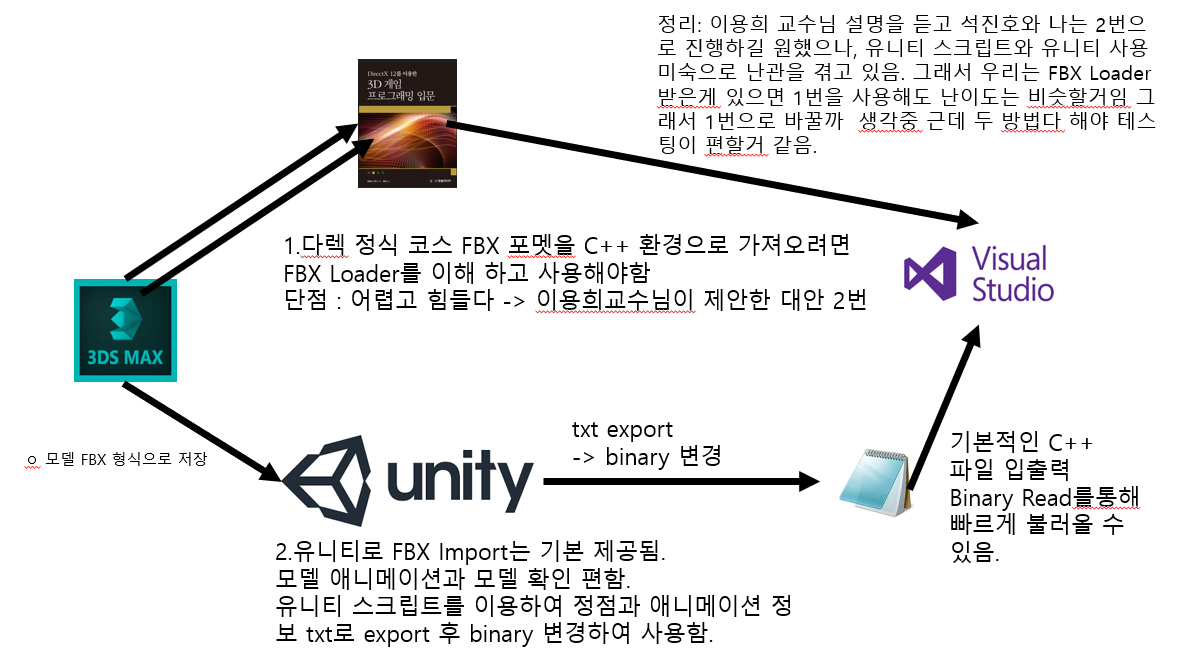 정리: 이용희 교수님 설명을 듣고 석진호와 나는 2번으
로 진행하길 원했으나, 유니티 스크립트와 유니티 사용
미숙으로 난관을 겪고 있음. 그래서 우리는 FBX Loader
받은게 있으면 1번을 사용해도 난이도는 비슷할거임 그
래서 1번으로 바꿀까 생각중 근데 두 방법다 해야 테스
팅이 편할거 같음.
DirectX 12를 이용한
3D 게임
프로그래밍 입문
1.다렉 정식 코스 FBX 포멧을 C++ 환경으로 가져오려면
FBX Loader를 이해 하고 사용해야함
단점 : 어렵고 힘들다 -> 이용희교수님이 제안한 대안 2번
Visual
Studio
3DS MAX
ㅇ 모델 FBX 형식으로 저장
unity
txt export
-> binary 변경
기본적인 C++
파일 입출력
Binary Read를통해
빠르게 불러올 수
있음.
2.유니티로 FBX Import는 기본 제공됨.
모델 애니메이션과 모델 확인 편함.
유니티 스크립트를 이용하여 정점과 애니메이션 정
보 txt로 export 후 binary 변경하여 사용함.